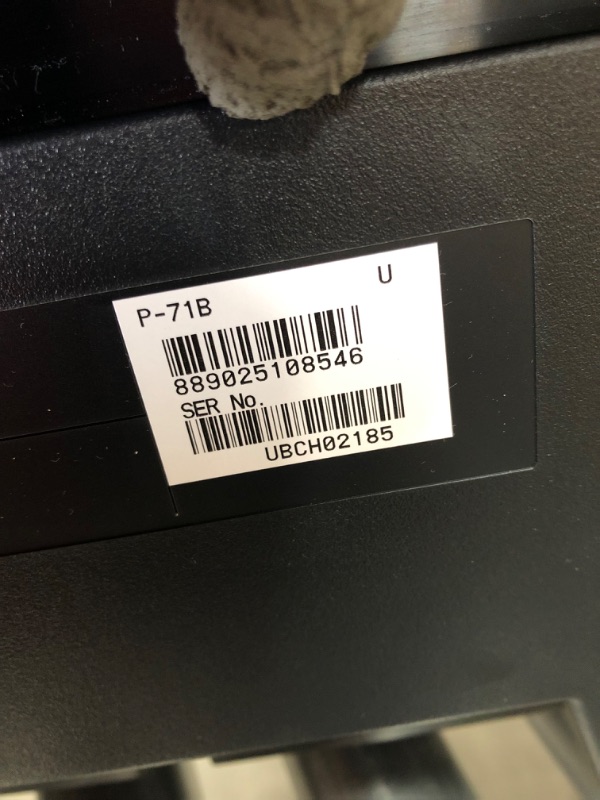 P-71B U
889025108546
SER No.
UBCH02185